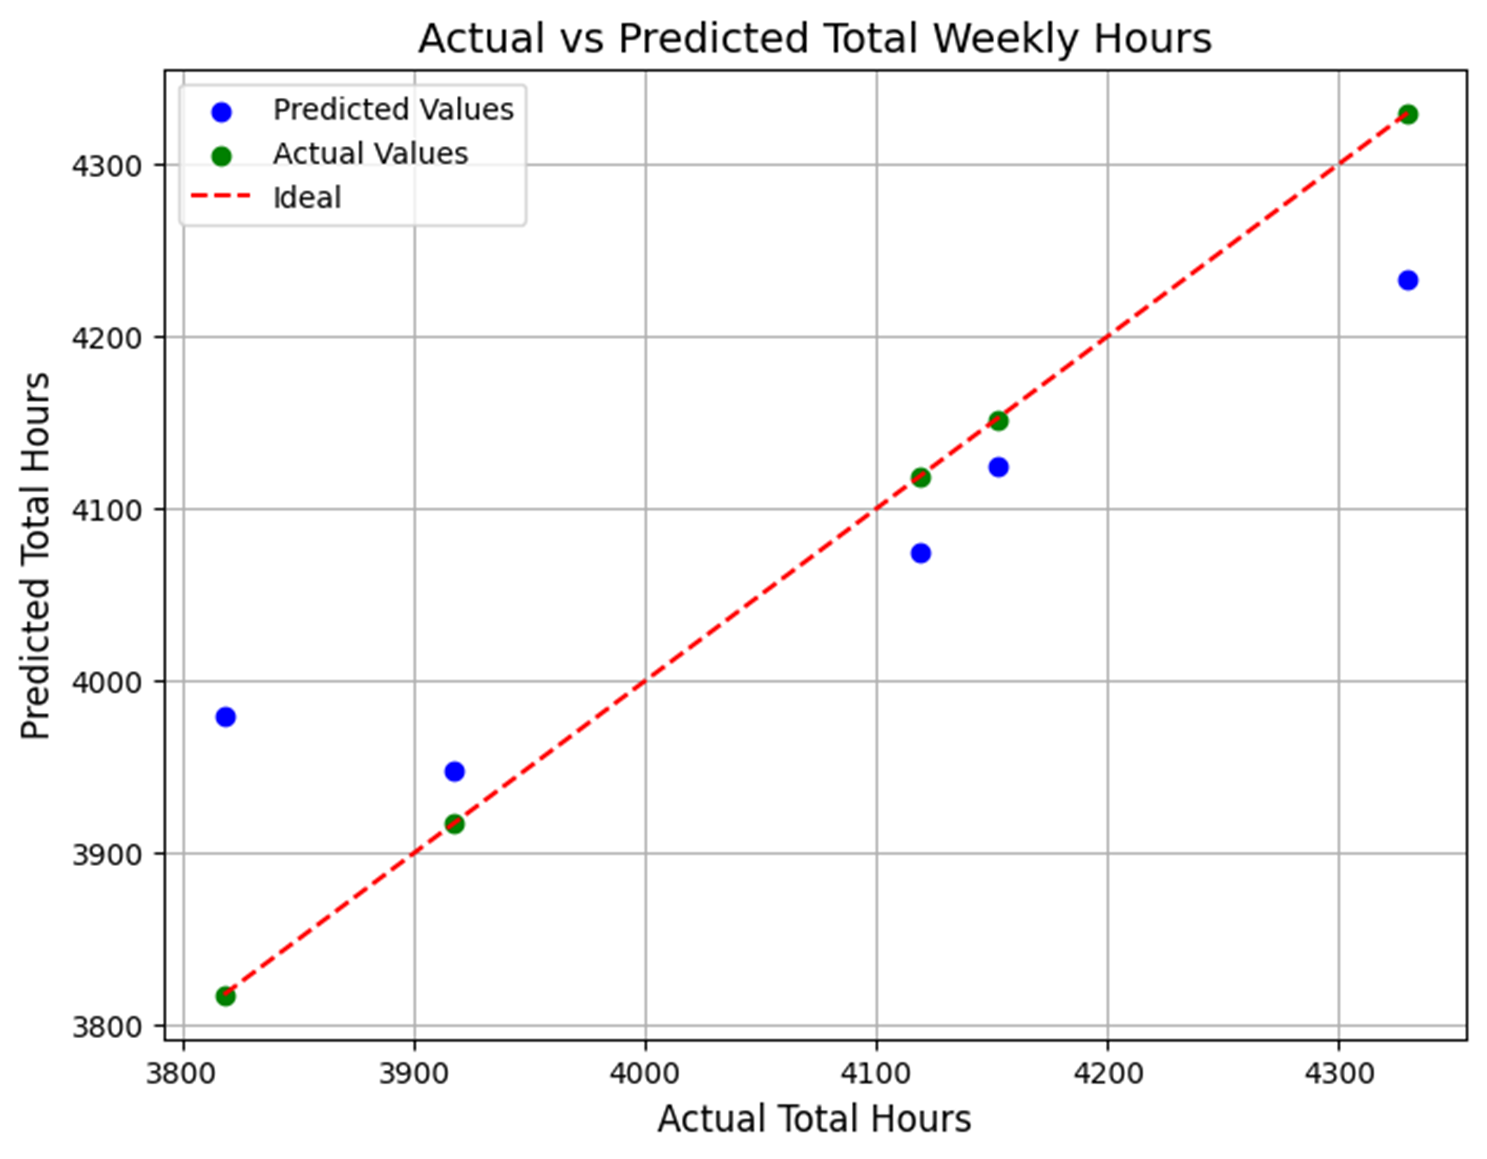 Actual vs Predicted Total Weekly Hours
Predicted Values
Actual Values
Ideal
4300
4200
4100
4000
3900
3800
Predicted Total Hours
3800 3900 4000 4100 4200 4300
Actual Total Hours